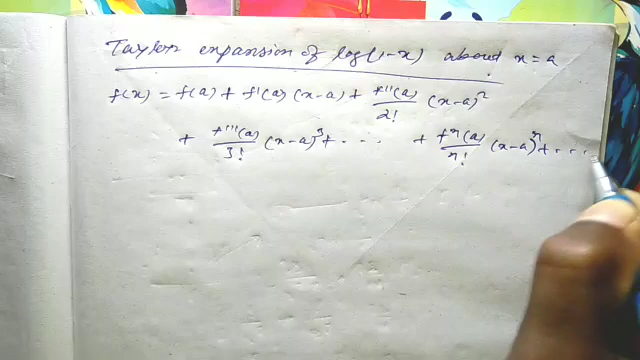 Taylor expansion of log(1-x) about x=a
f(x) = f(a) + f'(a) (x-a) + f''(a)/2! (x-a)^2
+ f'''(a)/3! (x-a)^3 + .... + f^n(a)/n! (x-a)^n + ....